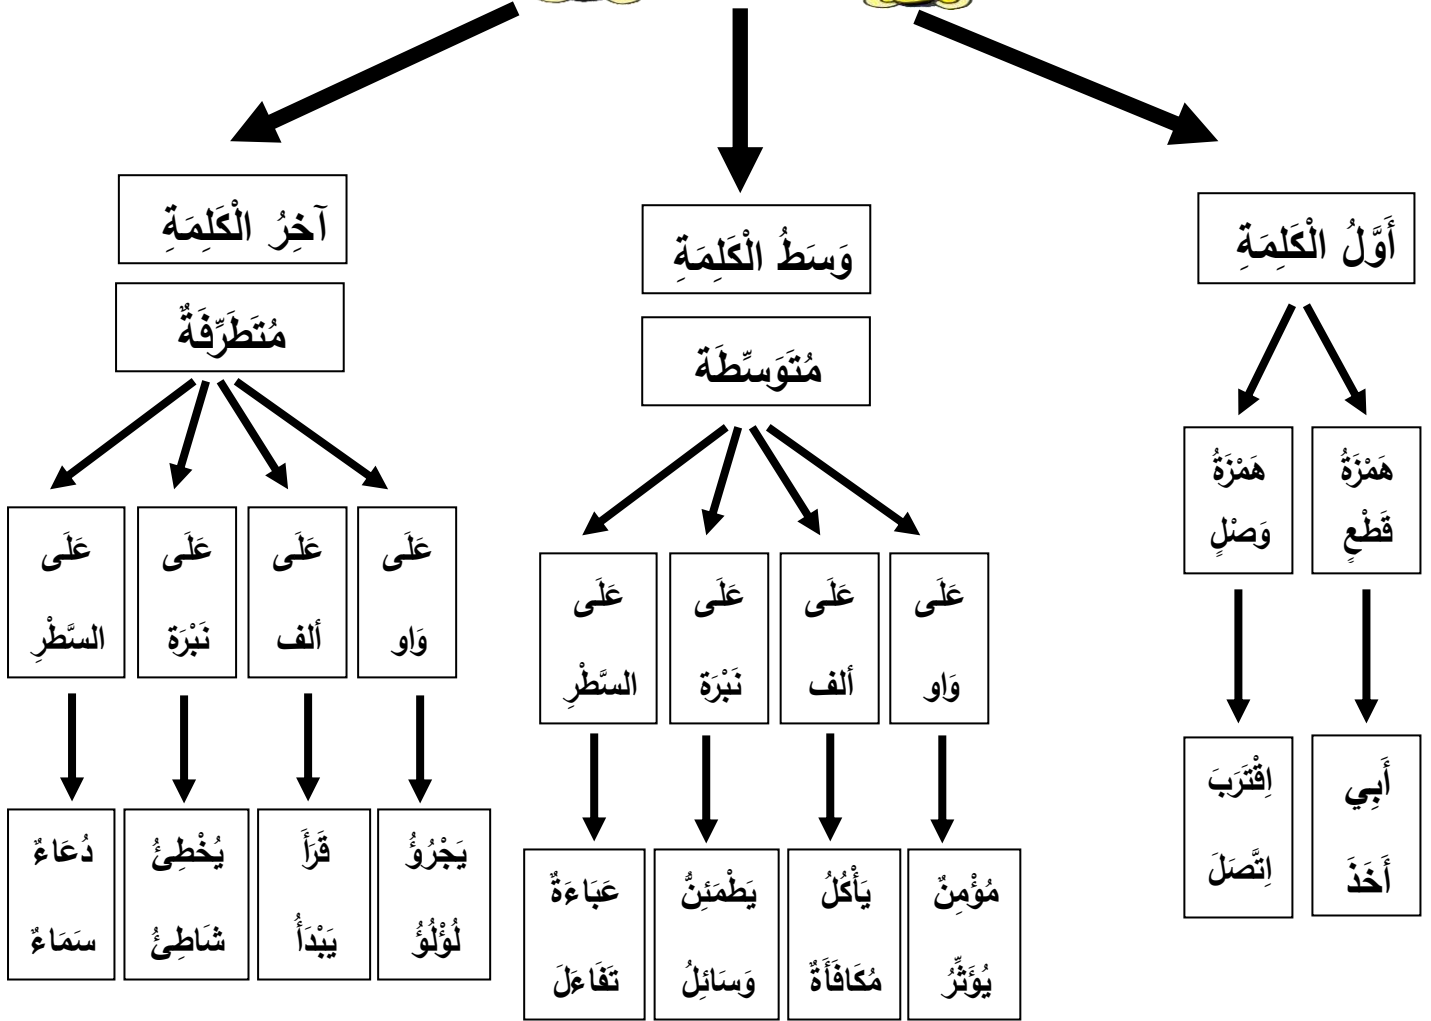 أَوَّلُ الْكَلِمَةِ
هَمْزَةُ
قَطْعٍ
أَبِي
أَخَذَ
هَمْزَةُ
وَصْلٍ
اِقْتَرَبَ
اِتَّصَلَ
وَسَطُ الْكَلِمَةِ
مُتَوَسِّطَة
عَلَى
وَاو
مُؤْمِنٌ
يُؤَثِّرُ
عَلَى
ألف
يَأْكُلُ
مُكَافَأَةٌ
عَلَى
نَبْرَة
يَطْمَئِنُّ
وَسَائِلُ
عَلَى
السَّطْرِ
عَبَاءَةٌ
تَفَاءَلَ
آخِرُ الْكَلِمَةِ
مُتَطَرِّفَةٌ
عَلَى
وَاو
يَجْرُؤُ
لُؤْلُؤُ
عَلَى
ألف
قَرَأَ
يَبْدَأُ
عَلَى
نَبْرَة
يُخْطِئُ
شَاطِئُ
عَلَى
السَّطْرِ
دُعَاءٌ
سَمَاءٌ